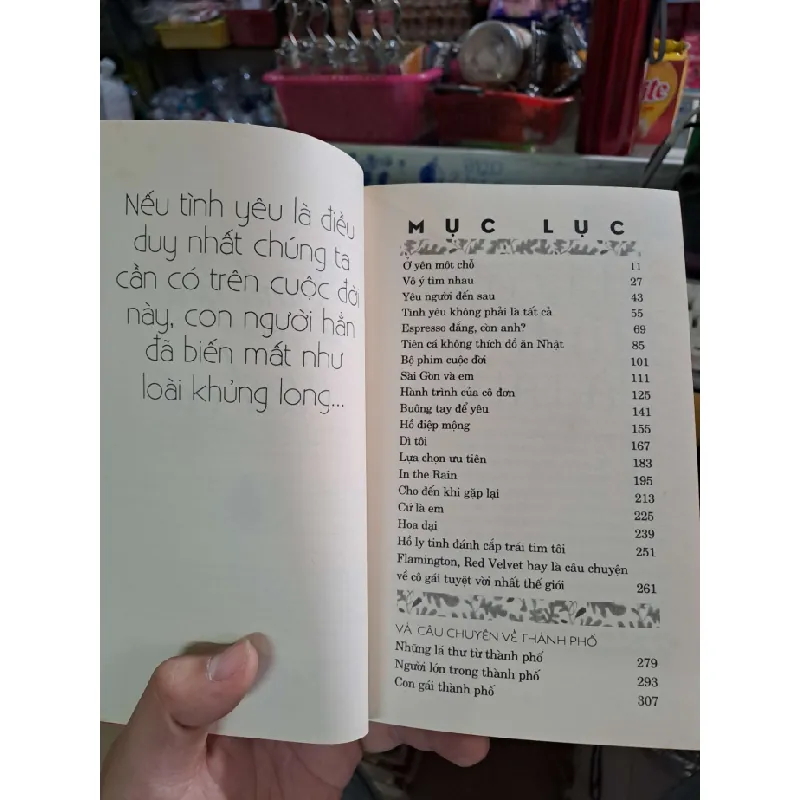 Nếu tình yêu là điều
duy nhất chúng ta
cần có trên cuộc đời
này, con người hẳn
đã biến mất như
loài khủng long...
MỤC LỤC
Ở yên một chỗ 11
Vô ý tìm nhau 27
Yêu người đến sau 43
Tình yêu không phải là tất cả 55
Espresso đắng, còn anh? 69
Tiên cá không thích đồ ăn Nhật 85
Bộ phim cuộc đời 101
Sài Gòn và em 111
Hành trình của cô đơn 125
Buông tay để yêu 141
Hồ điệp mộng 155
Dì tôi 167
Lựa chọn ưu tiên 183
In the Rain 195
Cho đến khi gặp lại 213
Cứ là em 225
Hoa dại 239
Hồ ly tinh đánh cắp trái tim tôi 251
Flamington, Red Velvet hay là câu chuyện
về cô gái tuyệt vời nhất thế giới 261
VÀ CÂU CHUYỆN VỀ THÀNH PHỐ
Những lá thư từ thành phố 279
Người lớn trong thành phố 293
Con gái thành phố 307